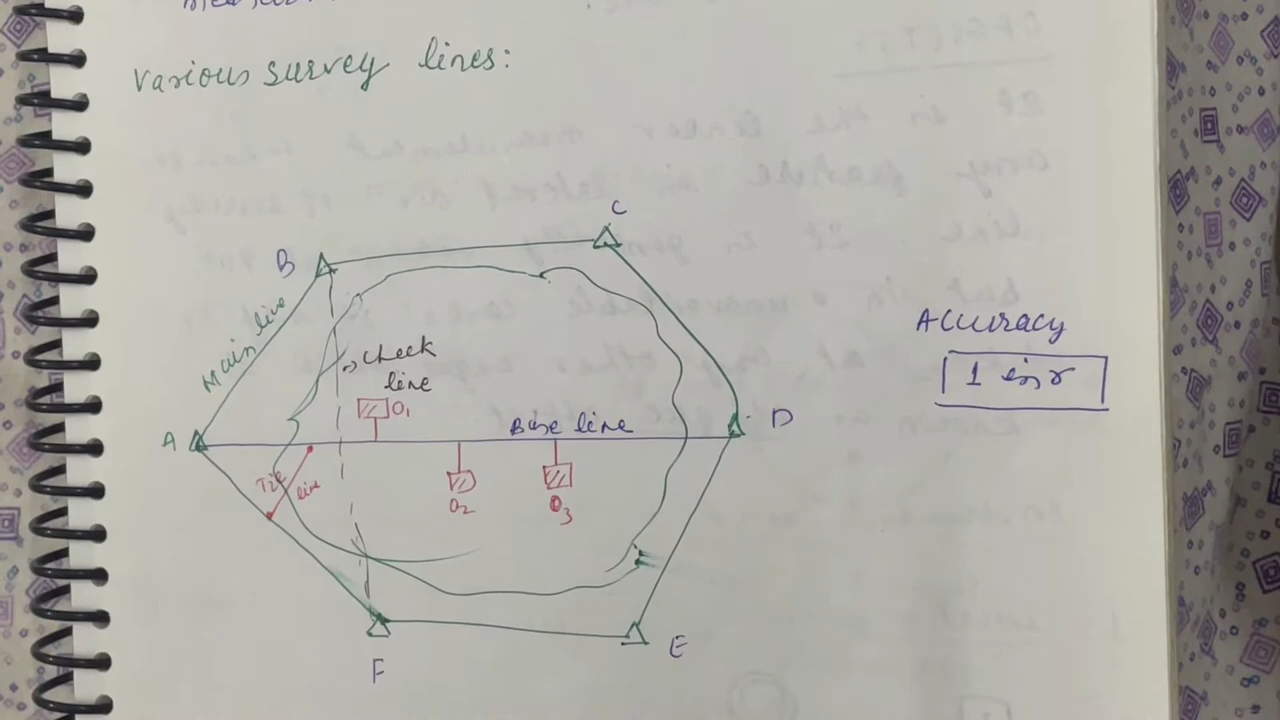 Various survey lines:
C
B
Main line
Check
line
O1
A
Base line
D
Tie
line
O2
O3
F
E
Accuracy
1 in r